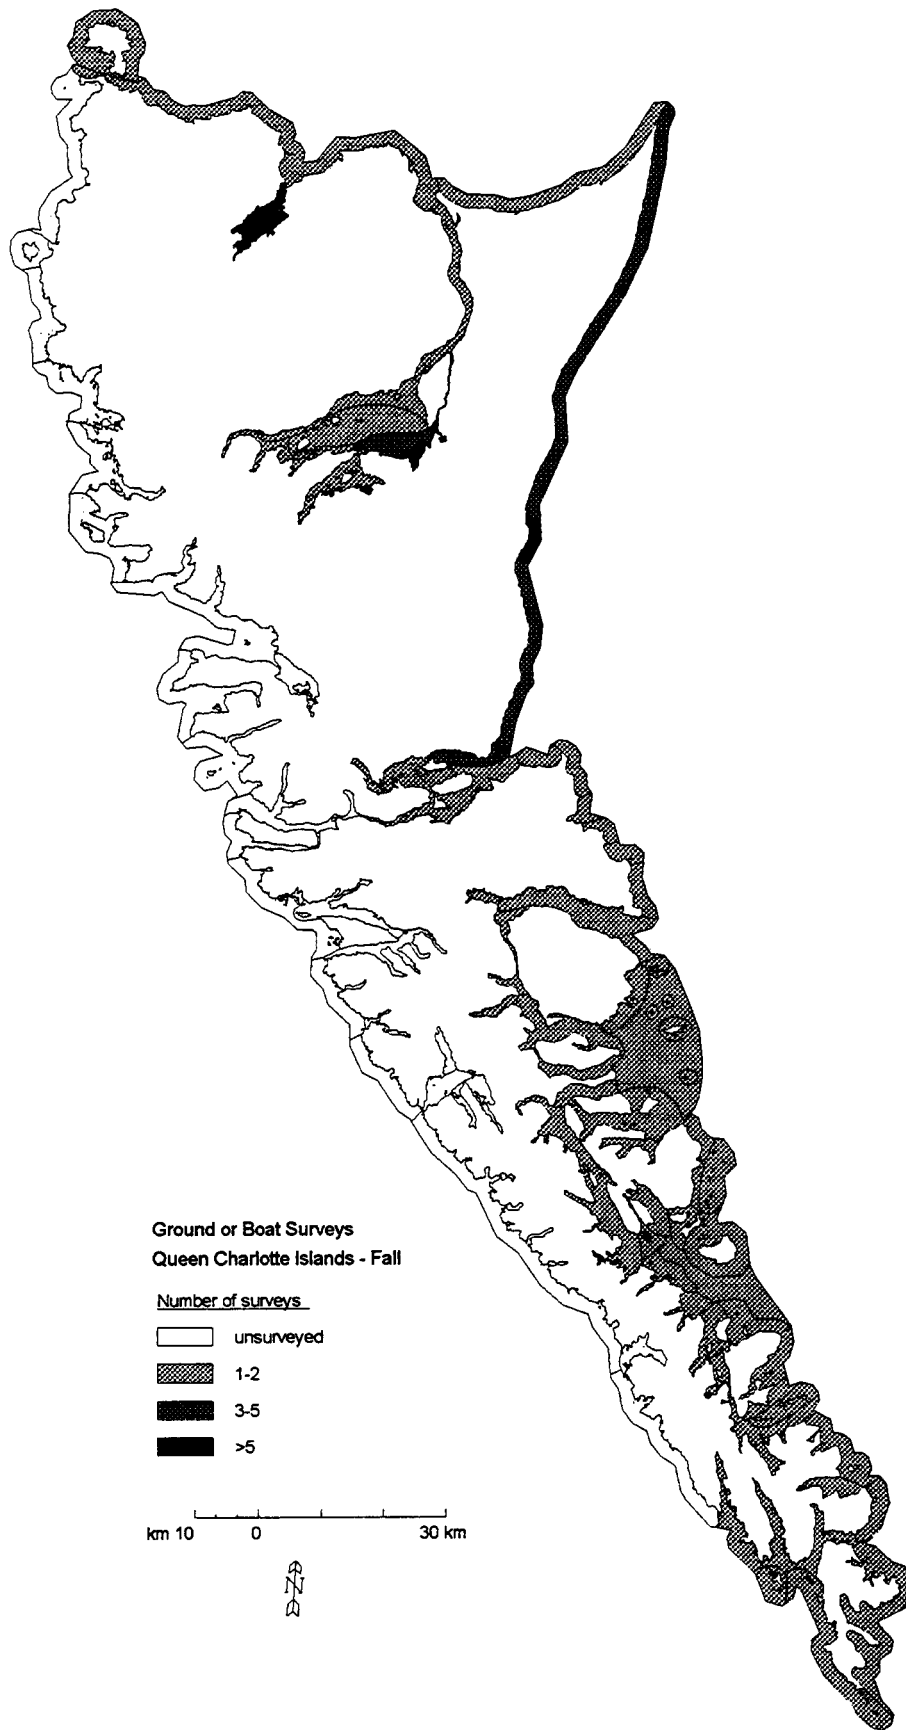 Ground or Boat Surveys
Queen Charlotte Islands - Fall
Number of surveys
unsurveyed
1-2
3-5
>5
km 10 0 30 km
N